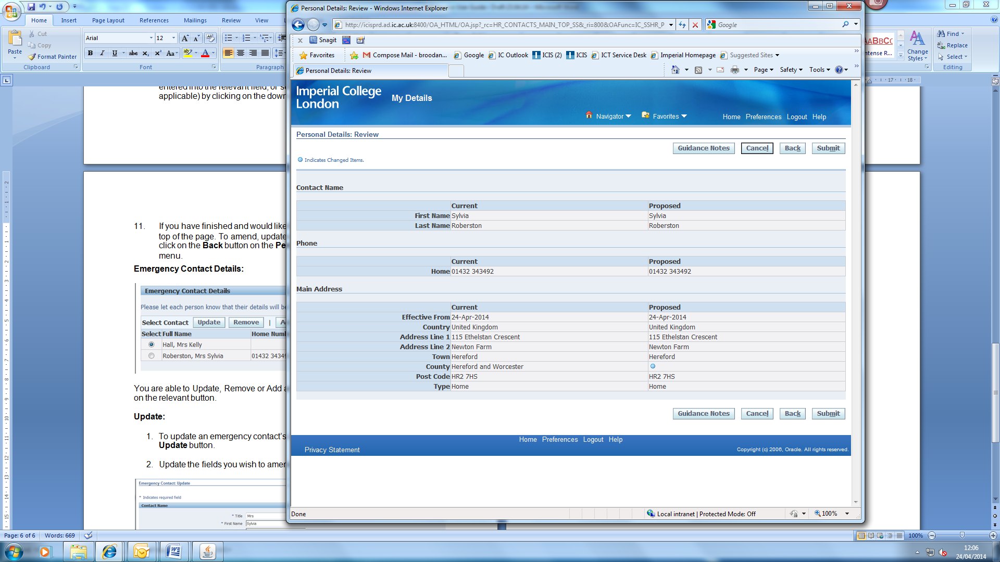 Home Insert Page Layout References Mailings Review View
Paste
Cut
Copy
Format Painter
Clipboard
Arial 12
Font
Paragraph
Change Styles
Find
Replace
Select
Editing
entered into the relevant field, or se
applicable) by clicking on the down
11. If you have finished and would like
top of the page. To amend, update
click on the Back button on the Pe
menu.
Emergency Contact Details:
Emergency Contact Details
Please let each person know that their details will be
Select Contact Update Remove | A
Select Full Name Home Numb
Hall, Mrs Kelly
Roberston, Mrs Sylvia 01432 3434
You are able to Update, Remove or Add a
on the relevant button.
Update:
1. To update an emergency contact's
Update button.
2. Update the fields you wish to amen
Emergency Contact: Update
* Indicates required field
Contact Name
* Title Mrs
* First Name Sylvia
Page: 6 of 6 Words: 669
100%
Personal Details: Review - Windows Internet Explorer
http://icisprd.ad.ic.ac.uk:8400/OA_HTML/OA.jsp?_rc=HR_CONTACTS_MAIN_TOP_SS&_ri=800&OAFunc=IC_SSHR_P
Google
Snagit
Favorites Compose Mail - broodan... Google IC Outlook ICIS (2) ICIS ICT Service Desk Imperial Homepage Suggested Sites
Personal Details: Review
Page Safety Tools
Imperial College
London
My Details
Navigator Favorites Home Preferences Logout Help
Personal Details: Review
Guidance Notes Cancel Back Submit
Indicates Changed Items.
Contact Name
Current Proposed
First Name Sylvia Sylvia
Last Name Roberston Roberston
Phone
Current Proposed
Home 01432 343492 01432 343492
Main Address
Current Proposed
Effective From 24-Apr-2014 24-Apr-2014
Country United Kingdom United Kingdom
Address Line 1 115 Ethelstan Crescent 115 Ethelstan Crescent
Address Line 2 Newton Farm Newton Farm
Town Hereford Hereford
County Hereford and Worcester
Post Code HR2 7HS HR2 7HS
Type Home Home
Guidance Notes Cancel Back Submit
Home Preferences Logout Help
Privacy Statement
Copyright (c) 2006, Oracle. All rights reserved.
Done
Local intranet | Protected Mode: Off
100%
12:06
24/04/2014